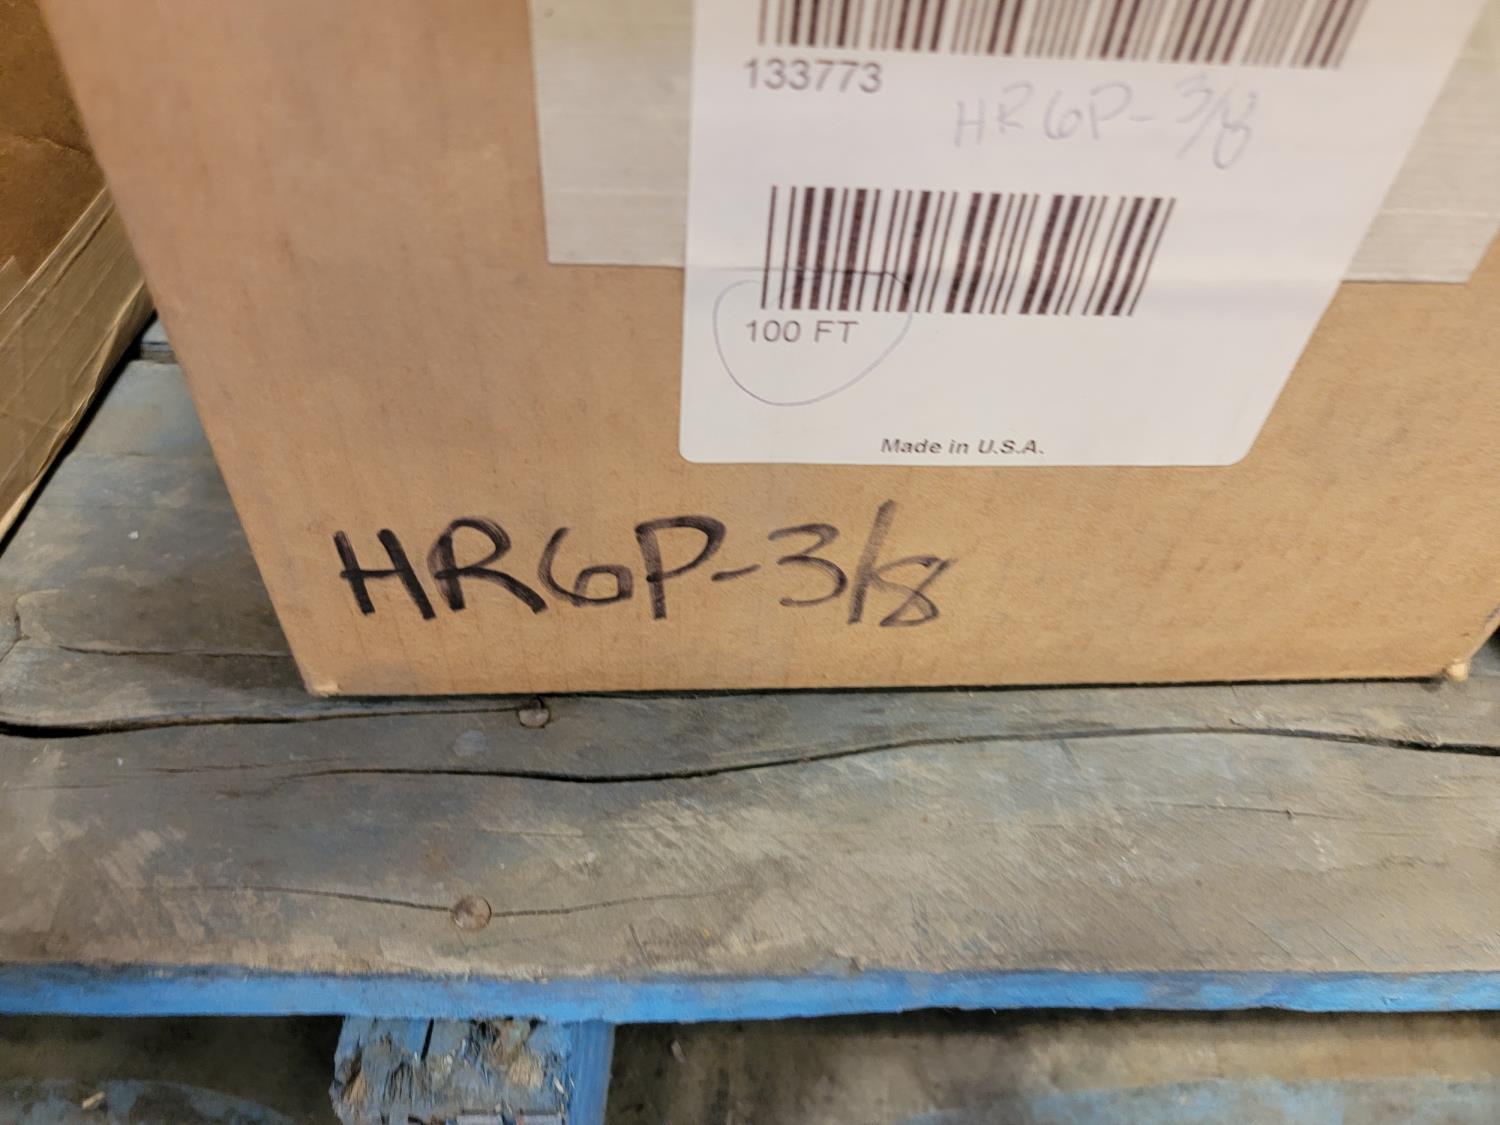 133773
HR6P-3/8
100 FT
Made in U.S.A.
HR6P-3/8